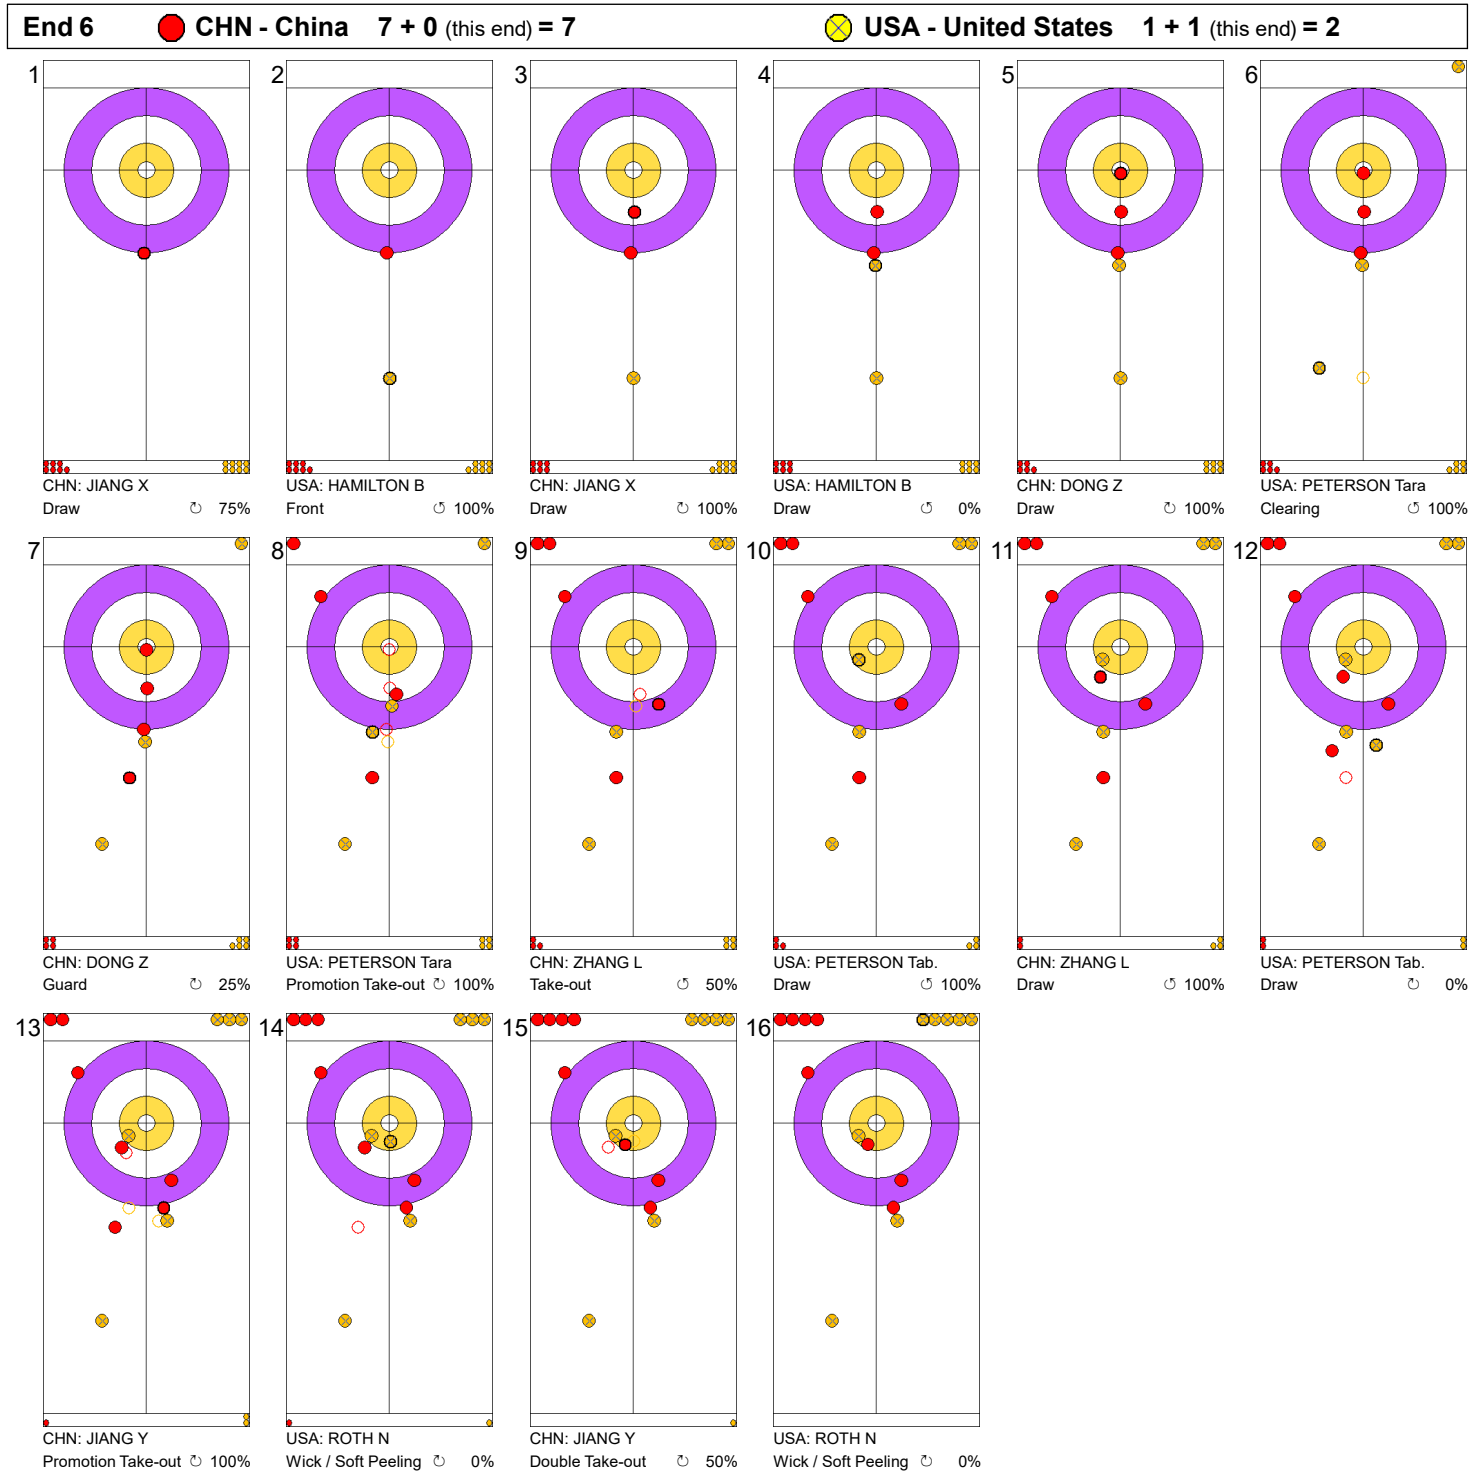 End 6 CHN - China 7 + 0 (this end) = 7 USA - United States 1 + 1 (this end) = 2
1 2 3 4 5 6
CHN: JIANG X USA: HAMILTON B CHN: JIANG X USA: HAMILTON B CHN: DONG Z USA: PETERSON Tara
Draw 75% Front 100% Draw 100% Draw 0% Draw 100% Clearing 100%
7 8 9 10 11 12
CHN: DONG Z USA: PETERSON Tara CHN: ZHANG L USA: PETERSON Tab. CHN: ZHANG L USA: PETERSON Tab.
Guard 25% Promotion Take-out 100% Take-out 50% Draw 100% Draw 100% Draw 0%
13 14 15 16
CHN: JIANG Y USA: ROTH N CHN: JIANG Y USA: ROTH N
Promotion Take-out 100% Wick / Soft Peeling 0% Double Take-out 50% Wick / Soft Peeling 0%